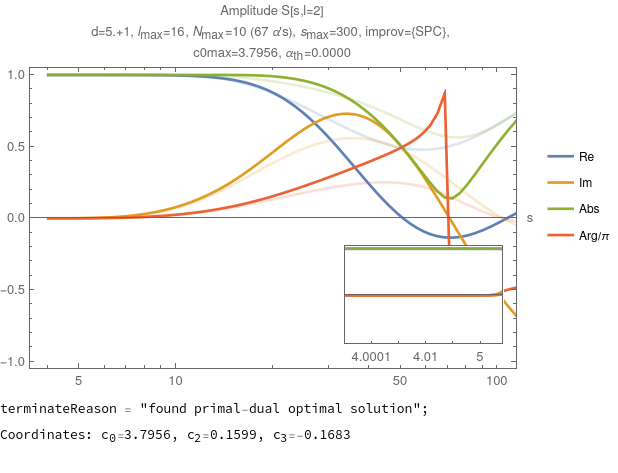 Amplitude S[s,l=2]
d=5.+1, lmax=16, Nmax=10 (67 α's), smax=300, improv={SPC},
c0max=3.7956, αth=0.0000
1.0
0.5
0.0
-0.5
-1.0
s
5
10
50
100
4.0001
4.01
5
Re
Im
Abs
Arg/π
terminateReason = "found primal-dual optimal solution";
Coordinates: c0=3.7956, c2=0.1599, c3=-0.1683